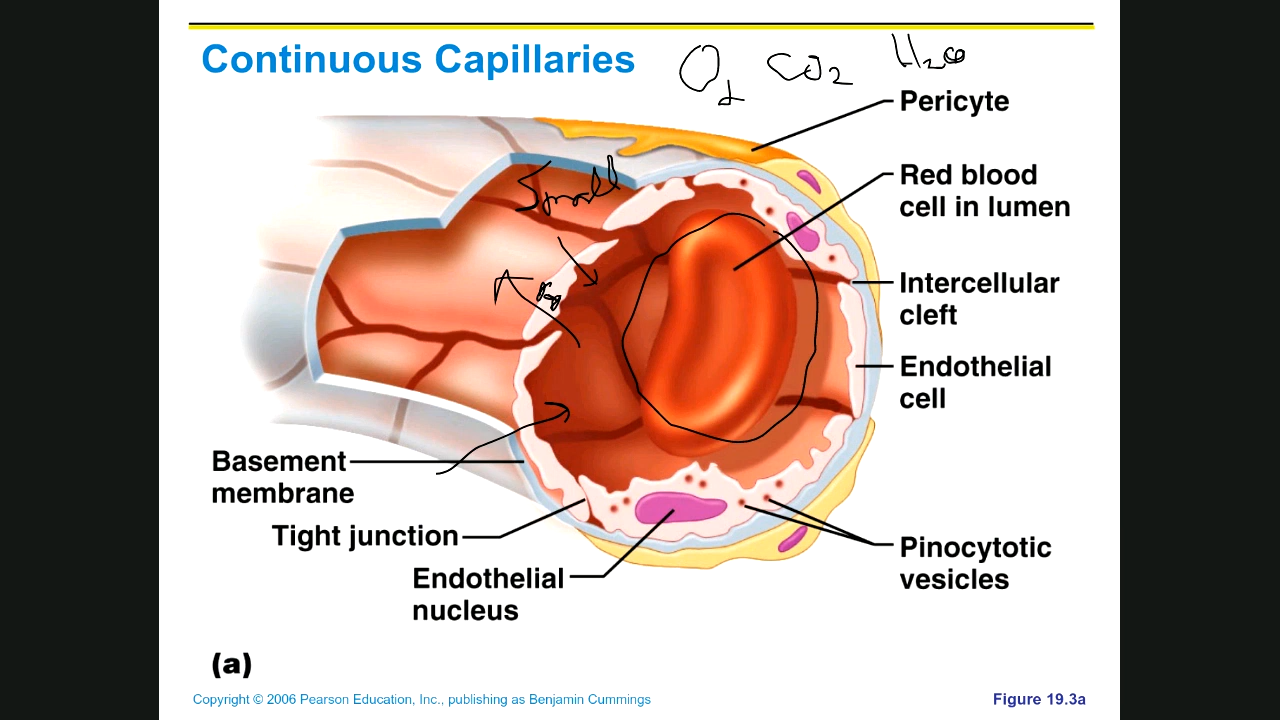 Continuous Capillaries
O2 CO2 H2O
Pericyte
Red blood
cell in lumen
Small
Intercellular
cleft
Endothelial
cell
Basement
membrane
Tight junction
Endothelial
nucleus
Pinocytotic
vesicles
(a)
Copyright © 2006 Pearson Education, Inc., publishing as Benjamin Cummings
Figure 19.3a